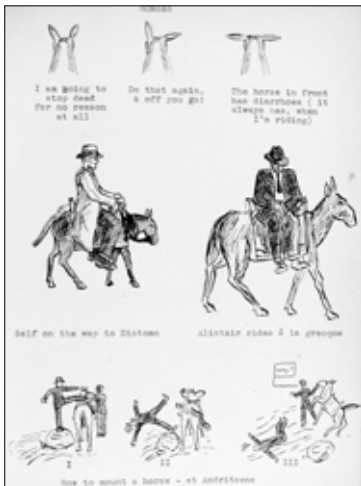 HORSES
I am going to
stop dead
for no reason
at all
Do that again,
& off you go!
The horse in front
has diarrhoea ( it
always has, when
I'm riding)
Self on the way to Distomo
Alistair rides à la grecque
I
II
III
How to mount a horse - at Andritsena